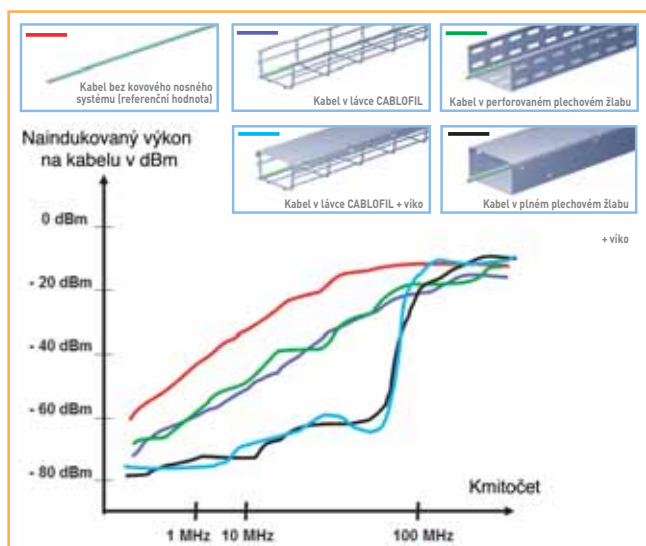 Kabel bez kovového nosného
systému (referenční hodnota)
Kabel v lávce CABLOFIL
Kabel v perforovaném plechovém žlabu
Kabel v lávce CABLOFIL + víko
Kabel v plném plechovém žlabu
+ víko
Naindukovaný výkon
na kabelu v dBm
0 dBm
- 20 dBm
- 40 dBm
- 60 dBm
- 80 dBm
Kmitočet
1 MHz 10 MHz 100 MHz